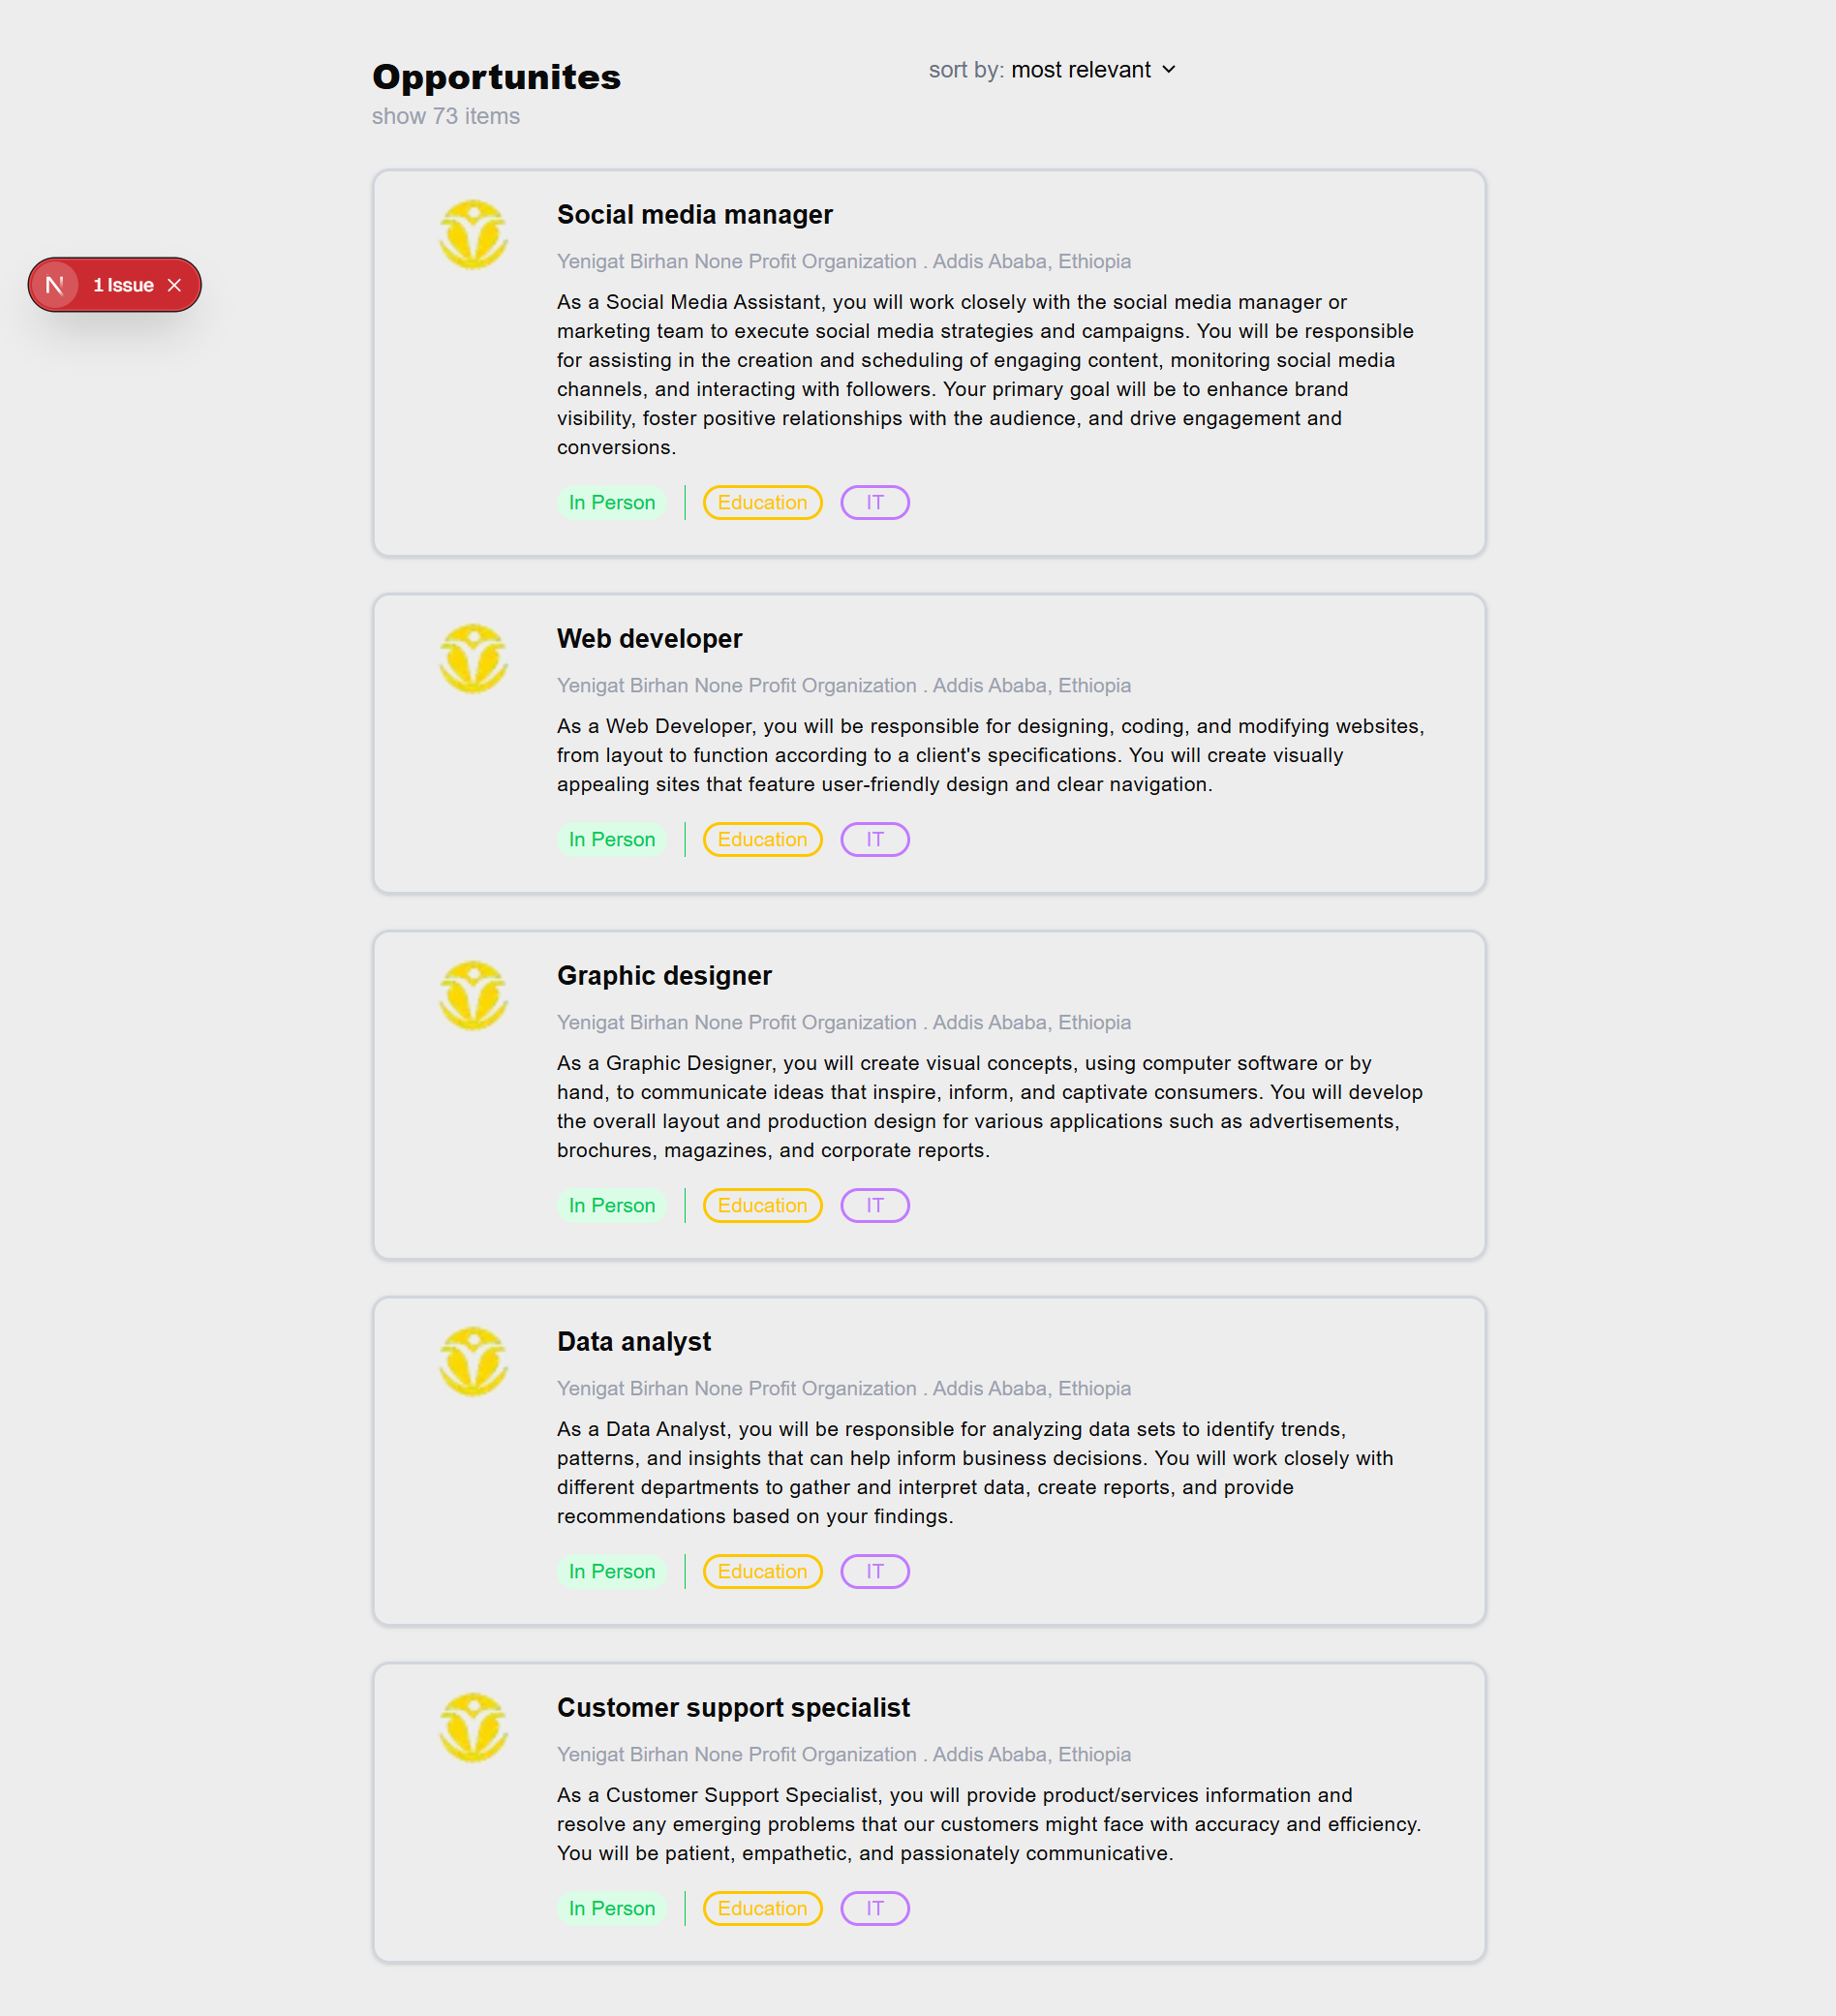 Opportunites
sort by: most relevant
show 73 items
Social media manager
Yenigat Birhan None Profit Organization . Addis Ababa, Ethiopia
N 1 Issue
As a Social Media Assistant, you will work closely with the social media manager or
marketing team to execute social media strategies and campaigns. You will be responsible
for assisting in the creation and scheduling of engaging content, monitoring social media
channels, and interacting with followers. Your primary goal will be to enhance brand
visibility, foster positive relationships with the audience, and drive engagement and
conversions.
In Person Education IT
Web developer
Yenigat Birhan None Profit Organization . Addis Ababa, Ethiopia
As a Web Developer, you will be responsible for designing, coding, and modifying websites,
from layout to function according to a client's specifications. You will create visually
appealing sites that feature user-friendly design and clear navigation.
In Person Education IT
Graphic designer
Yenigat Birhan None Profit Organization . Addis Ababa, Ethiopia
As a Graphic Designer, you will create visual concepts, using computer software or by
hand, to communicate ideas that inspire, inform, and captivate consumers. You will develop
the overall layout and production design for various applications such as advertisements,
brochures, magazines, and corporate reports.
In Person Education IT
Data analyst
Yenigat Birhan None Profit Organization . Addis Ababa, Ethiopia
As a Data Analyst, you will be responsible for analyzing data sets to identify trends,
patterns, and insights that can help inform business decisions. You will work closely with
different departments to gather and interpret data, create reports, and provide
recommendations based on your findings.
In Person Education IT
Customer support specialist
Yenigat Birhan None Profit Organization . Addis Ababa, Ethiopia
As a Customer Support Specialist, you will provide product/services information and
resolve any emerging problems that our customers might face with accuracy and efficiency.
You will be patient, empathetic, and passionately communicative.
In Person Education IT